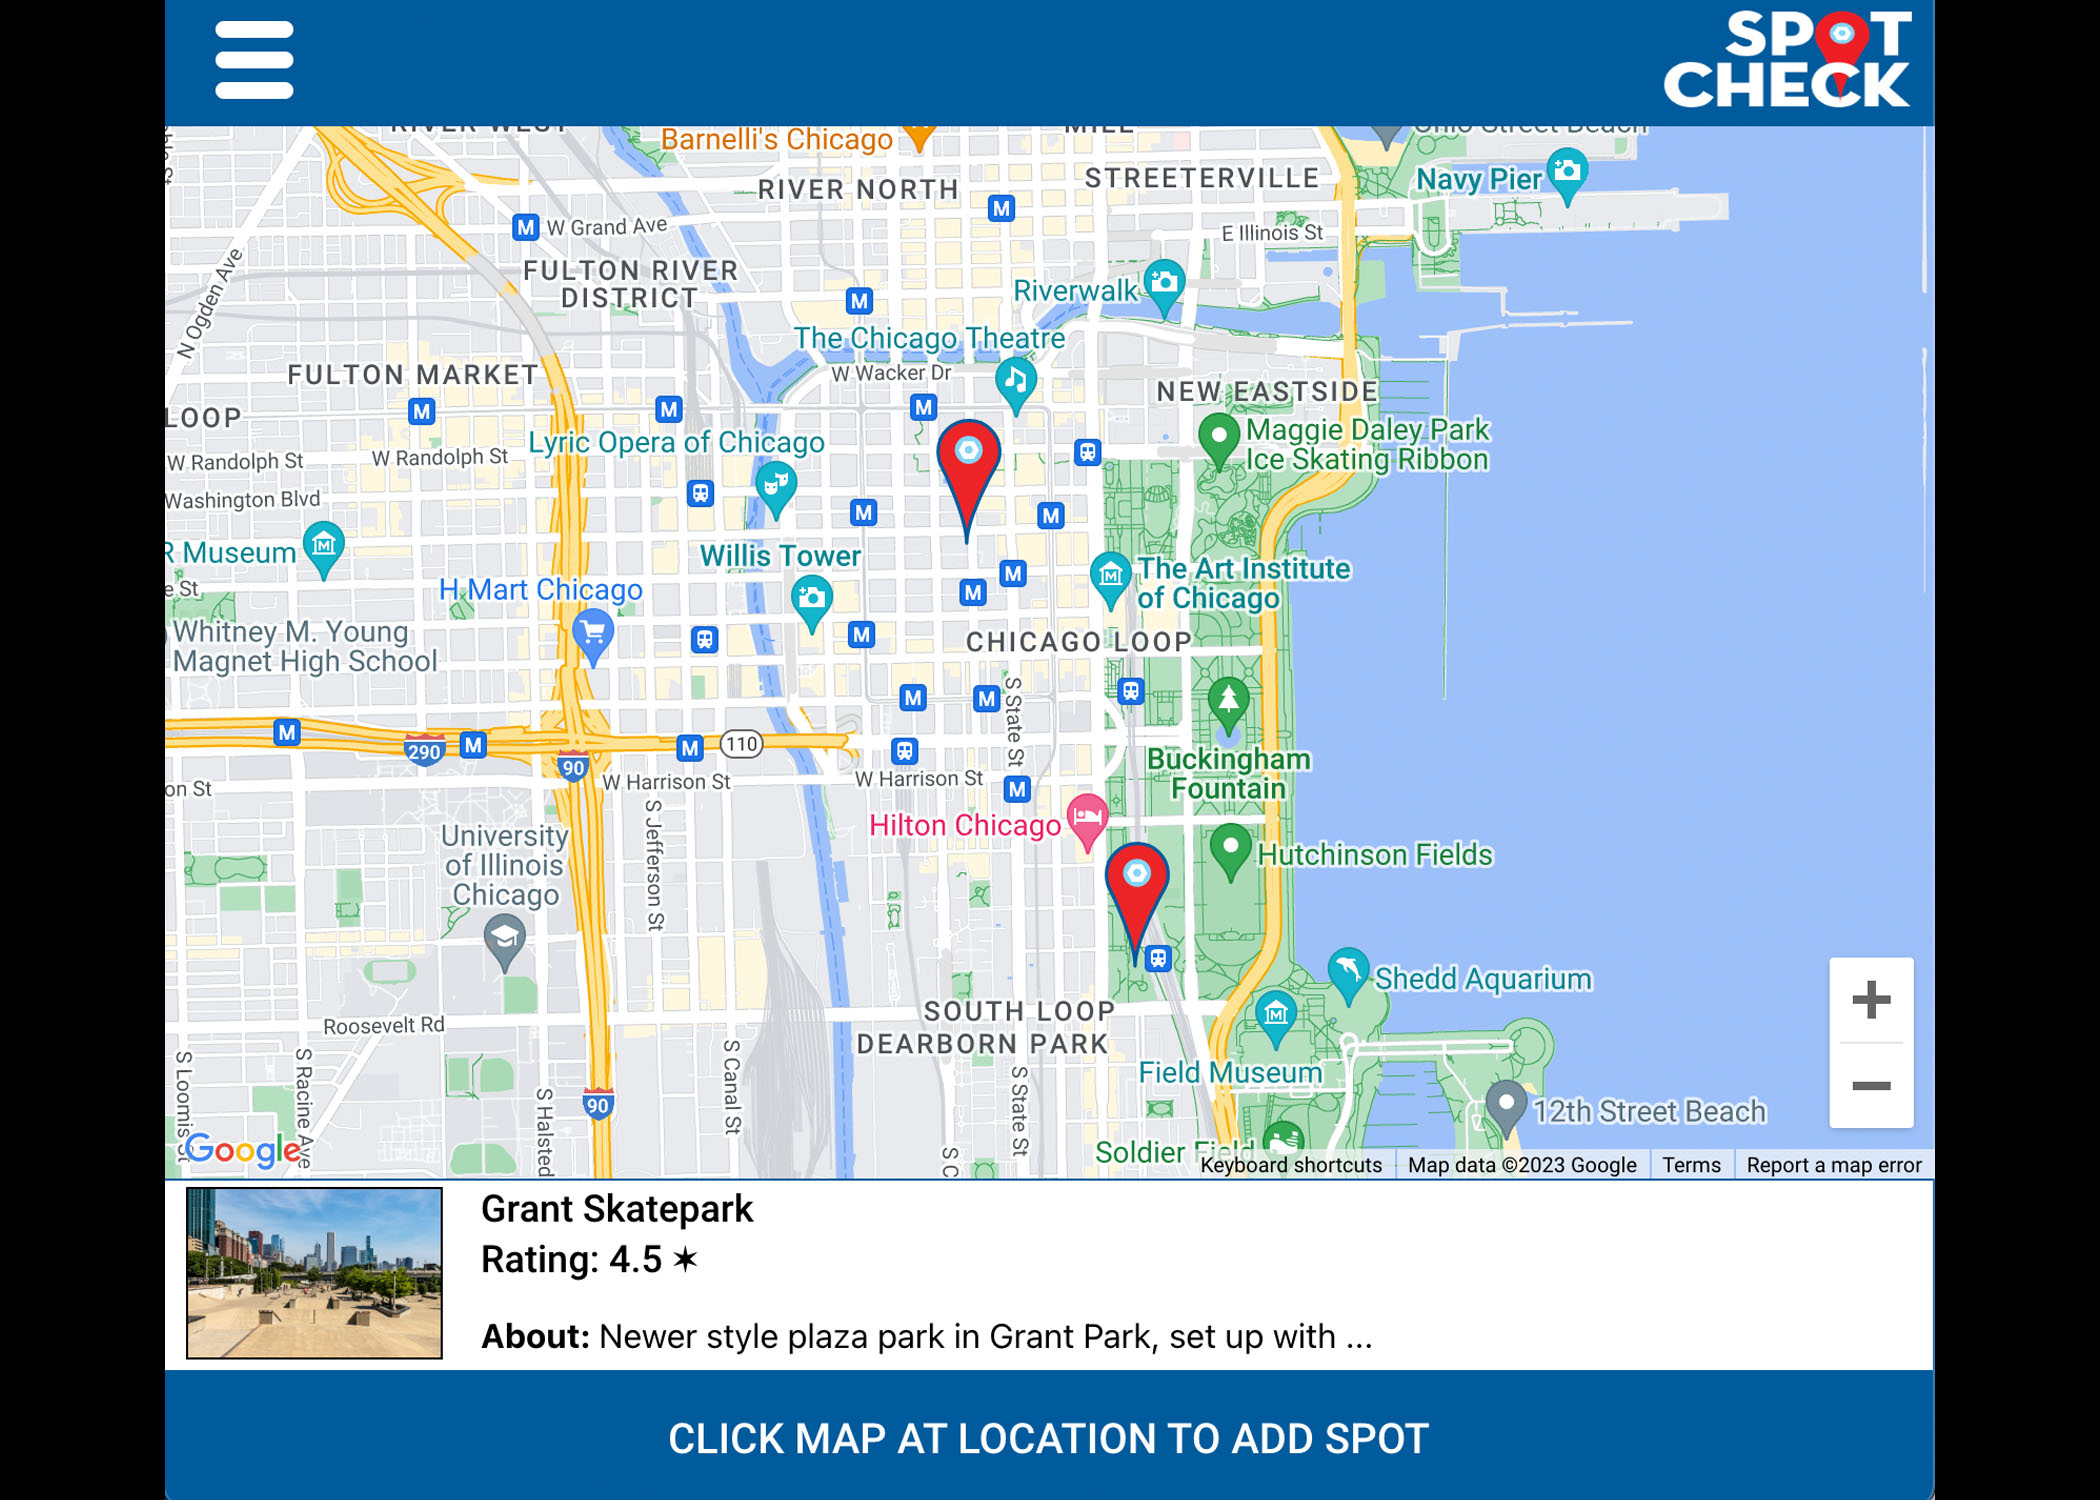 SPOT
CHECK
RIVER WEST
Barnelli's Chicago
MILL
Ohio Street Beach
STREETERVILLE
Navy Pier
RIVER NORTH
M
M
W Grand Ave
E Illinois St
FULTON RIVER
DISTRICT
N Ogden Ave
Riverwalk
M
The Chicago Theatre
W Wacker Dr
FULTON MARKET
NEW EASTSIDE
M
M
M
LOOP
Maggie Daley Park
Ice Skating Ribbon
Lyric Opera of Chicago
W Randolph St
W Randolph St
Washington Blvd
M
M
R Museum
Willis Tower
The Art Institute
of Chicago
e St
H Mart Chicago
M
M
Whitney M. Young
Magnet High School
M
CHICAGO LOOP
M
M
S State St
M
290
M
90
M
110
Buckingham
Fountain
on St
W Harrison St
W Harrison St
M
S Jefferson St
Hilton Chicago
University
of Illinois
Chicago
Hutchinson Fields
Shedd Aquarium
SOUTH LOOP
DEARBORN PARK
Roosevelt Rd
Field Museum
S Loomis St
S Racine Ave
S Halsted
90
S Canal St
S State St
S C
12th Street Beach
Soldier Field
Google
Keyboard shortcuts
Map data ©2023 Google
Terms
Report a map error
Grant Skatepark
Rating: 4.5 ✶
About: Newer style plaza park in Grant Park, set up with ...
CLICK MAP AT LOCATION TO ADD SPOT